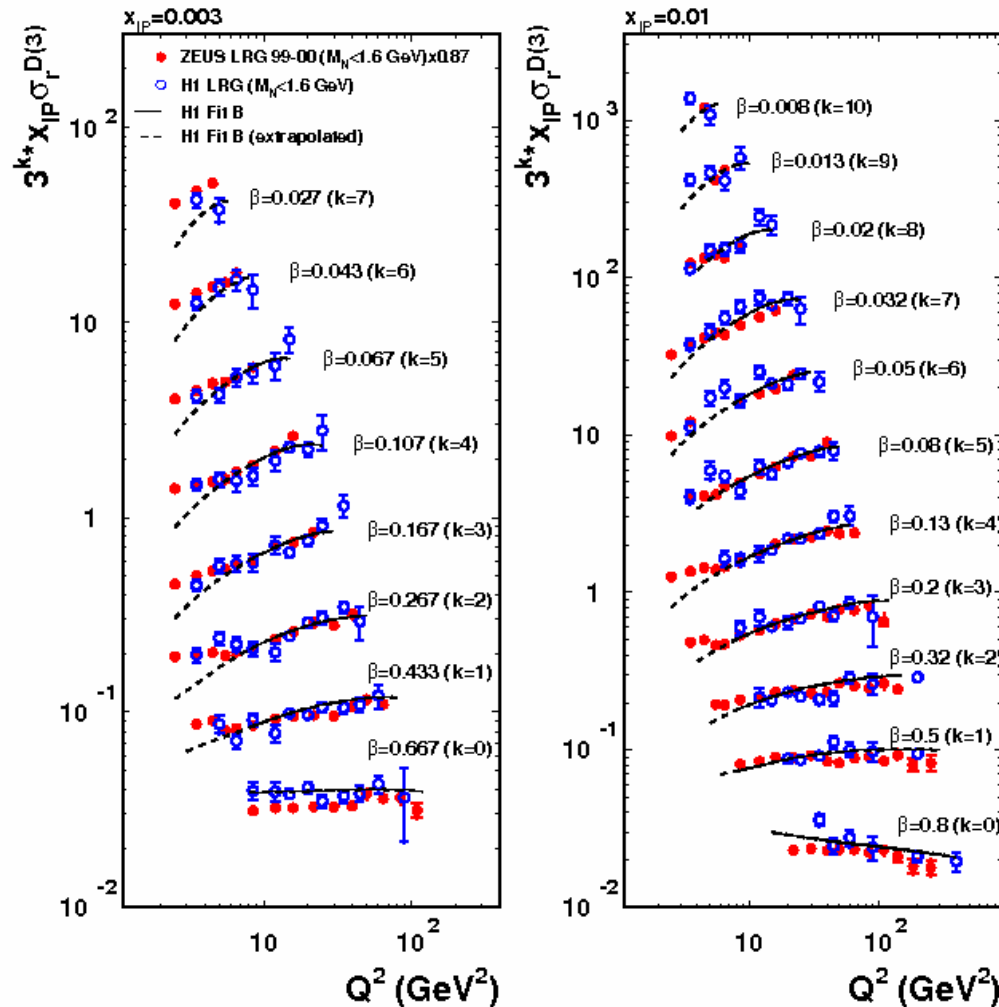 x_IP=0.003
3^k* x_IP σ_r^D(3)
ZEUS LRG 99-00 (M_N<1.6 GeV)x0.87
H1 LRG (M_N<1.6 GeV)
H1 Fit B
H1 Fit B (extrapolated)
10^2
β=0.027 (k=7)
β=0.043 (k=6)
10
β=0.067 (k=5)
β=0.107 (k=4)
1
β=0.167 (k=3)
β=0.267 (k=2)
10^-1
β=0.433 (k=1)
β=0.667 (k=0)
10^-2
10
10^2
Q^2 (GeV^2)
x_IP=0.01
3^k* x_IP σ_r^D(3)
10^3
β=0.008 (k=10)
β=0.013 (k=9)
β=0.02 (k=8)
10^2
β=0.032 (k=7)
β=0.05 (k=6)
10
β=0.08 (k=5)
β=0.13 (k=4)
1
β=0.2 (k=3)
β=0.32 (k=2)
10^-1
β=0.5 (k=1)
β=0.8 (k=0)
10^-2
10
10^2
Q^2 (GeV^2)